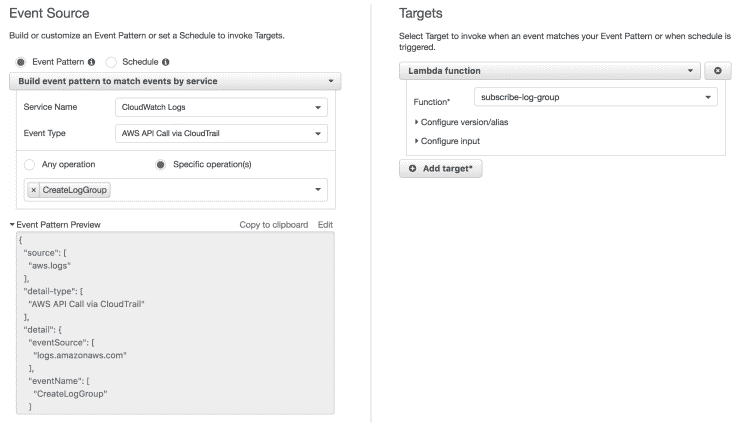 Event Source
Build or customize an Event Pattern or set a Schedule to invoke Targets.
Event Pattern
Schedule
Build event pattern to match events by service
Service Name
CloudWatch Logs
Event Type
AWS API Call via CloudTrail
Any operation
Specific operation(s)
× CreateLogGroup
Event Pattern Preview
Copy to clipboard
Edit
{
"source": [
"aws.logs"
],
"detail-type": [
"AWS API Call via CloudTrail"
],
"detail": {
"eventSource": [
"logs.amazonaws.com"
],
"eventName": [
"CreateLogGroup"
]
Targets
Select Target to invoke when an event matches your Event Pattern or when schedule is
triggered.
Lambda function
Function*
subscribe-log-group
Configure version/alias
Configure input
Add target*